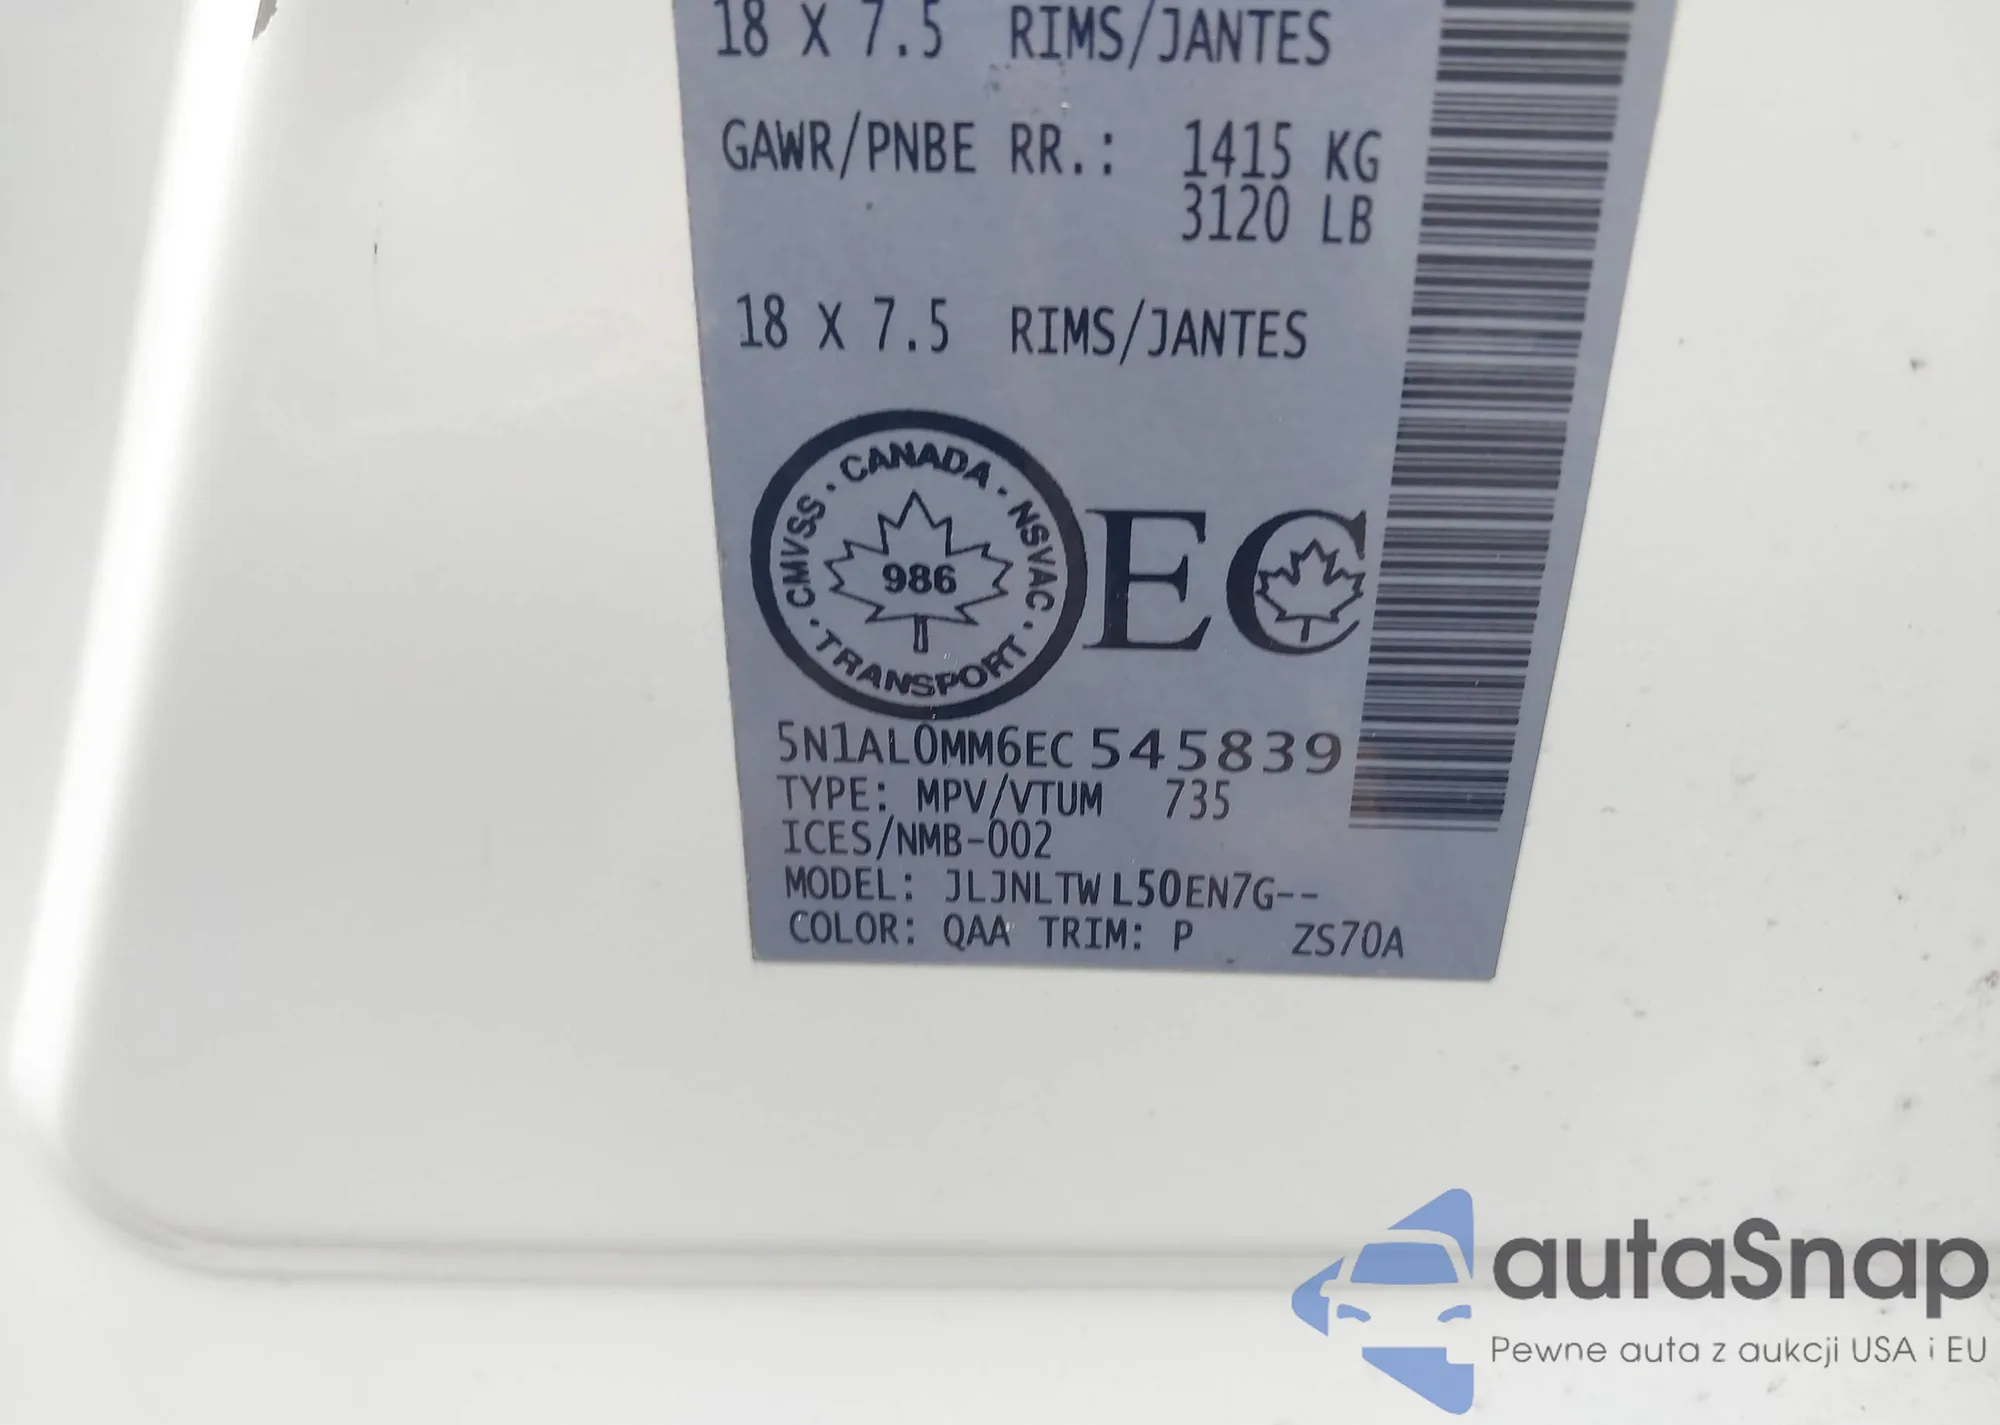 18 X 7.5 RIMS/JANTES
GAWR/PNBE RR.: 1415 KG
3120 LB
18 X 7.5 RIMS/JANTES
CMVSS · CANADA · NSVAC · TRANSPORT
986
EC
5N1AL0MM6EC545839
TYPE: MPV/VTUM 735
ICES/NMB-002
MODEL: JLJNLTW L50EN7G--
COLOR: QAA TRIM: P ZS70A
autaSnap
Pewne auta z aukcji USA i EU